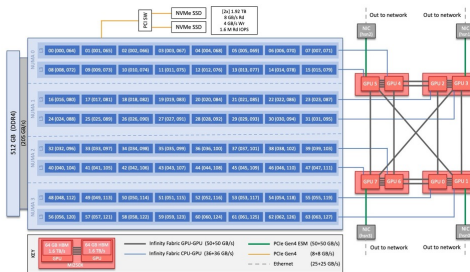 [2x] 1.92 TB
8 GB/s Rd
4 GB/s Wr
1.6 M Rd IOPS
NVMe SSD
NVMe SSD
PCI SW
Out to network
Out to network
512 GB (DDR4)
(205 GB/s)
NUMA 0
00 [000, 064] 01 [001, 065] 02 [002, 066] 03 [003, 067] 04 [004, 068] 05 [005, 069] 06 [006, 070] 07 [007, 071]
08 [008, 072] 09 [009, 073] 10 [010, 074] 11 [011, 075] 12 [012, 076] 13 [013, 077] 14 [014, 078] 15 [015, 079]
NUMA 1
16 [016, 080] 17 [017, 081] 18 [018, 082] 19 [019, 083] 20 [020, 084] 21 [021, 085] 22 [022, 086] 23 [023, 087]
24 [024, 088] 25 [025, 089] 26 [026, 090] 27 [027, 091] 28 [028, 092] 29 [029, 093] 30 [030, 094] 31 [031, 095]
NUMA 2
32 [032, 096] 33 [033, 097] 34 [034, 098] 35 [035, 099] 36 [036, 100] 37 [037, 101] 38 [038, 102] 39 [039, 103]
40 [040, 104] 41 [041, 105] 42 [042, 106] 43 [043, 107] 44 [044, 108] 45 [045, 109] 46 [046, 110] 47 [047, 111]
NUMA 3
48 [048, 112] 49 [049, 113] 50 [050, 114] 51 [051, 115] 52 [052, 116] 53 [053, 117] 54 [054, 118] 55 [055, 119]
56 [056, 120] 57 [057, 121] 58 [058, 122] 59 [059, 123] 60 [060, 124] 61 [061, 125] 62 [062, 126] 63 [063, 127]
NIC
NIC
GPU 5 GPU 4
GPU 3 GPU 2
GPU 7 GPU 6
GPU 1
NIC
NIC
Out to network
Out to network
KEY
64 GB HBM
1.6 TB/s
GPU
64 GB HBM
1.6 TB/s
GPU
Infinity Fabric GPU-GPU (50+50 GB/s)
Infinity Fabric CPU-GPU (36+36 GB/s)
PCIe Gen4 ESM (50+50 GB/s)
PCIe Gen4 (8+8 GB/s)
Ethernet (25+25 GB/s)